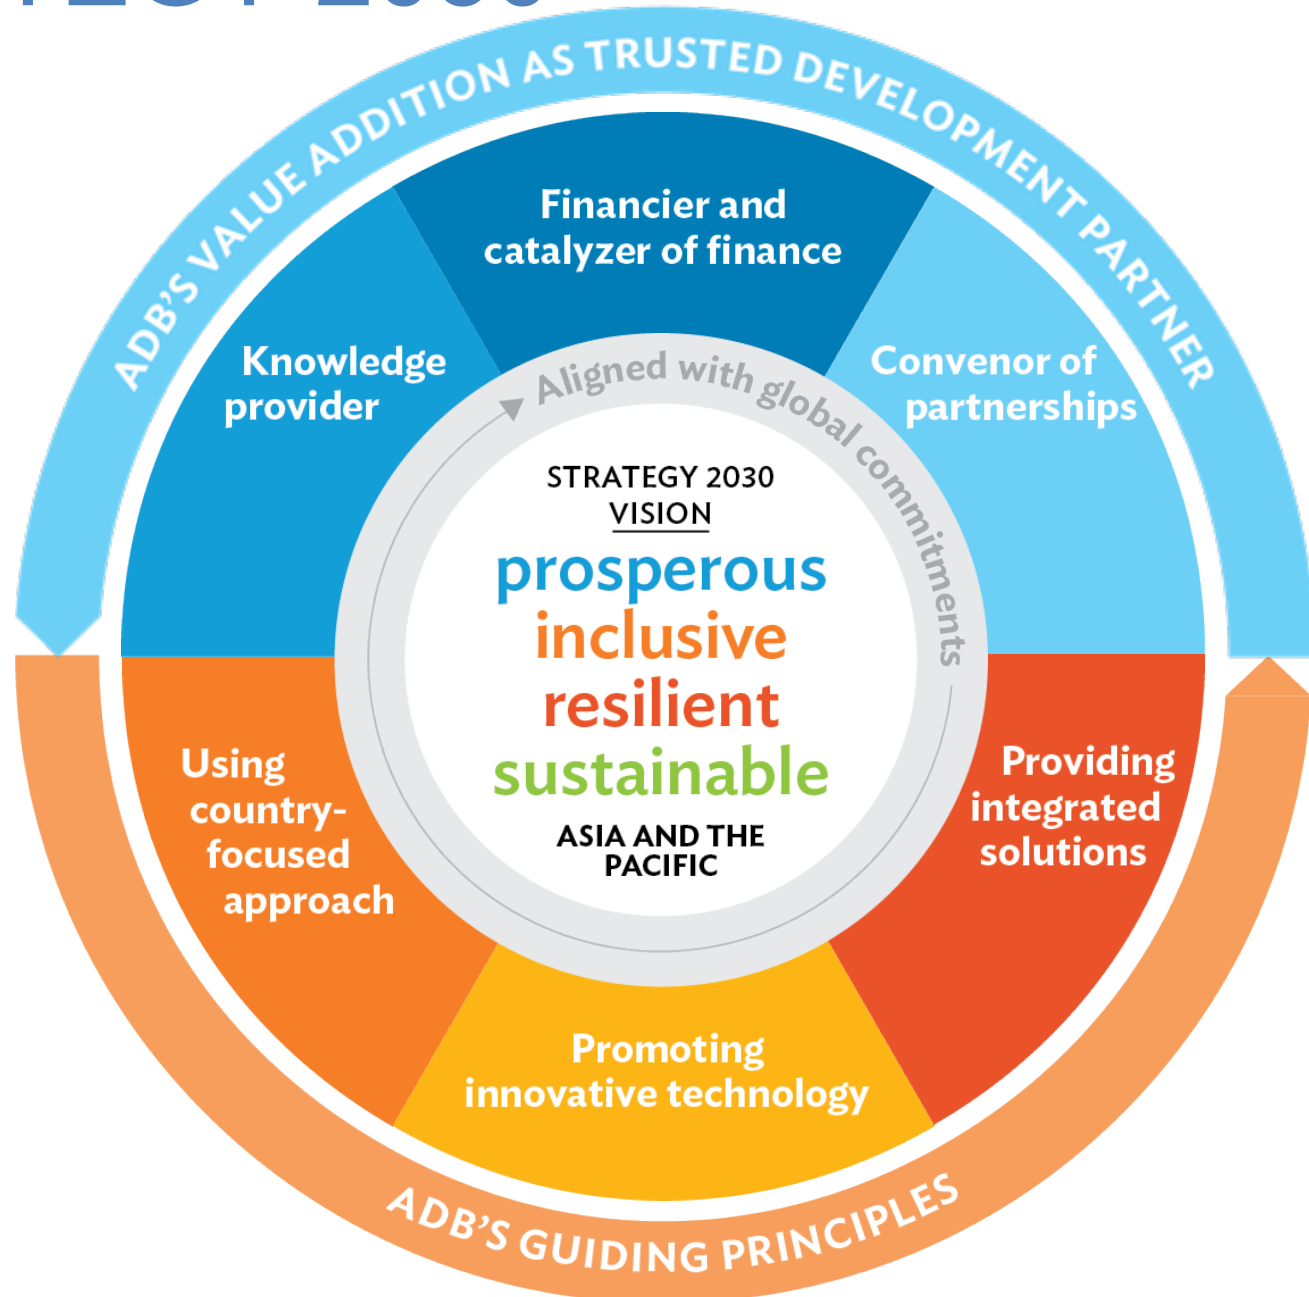 ADB'S VALUE ADDITION AS TRUSTED DEVELOPMENT PARTNER
Financier and
catalyzer of finance
Knowledge
provider
Convenor of
partnerships
Aligned with global commitments
STRATEGY 2030
VISION
prosperous
inclusive
resilient
sustainable
ASIA AND THE
PACIFIC
Using
country-
focused
approach
Providing
integrated
solutions
Promoting
innovative technology
ADB'S GUIDING PRINCIPLES